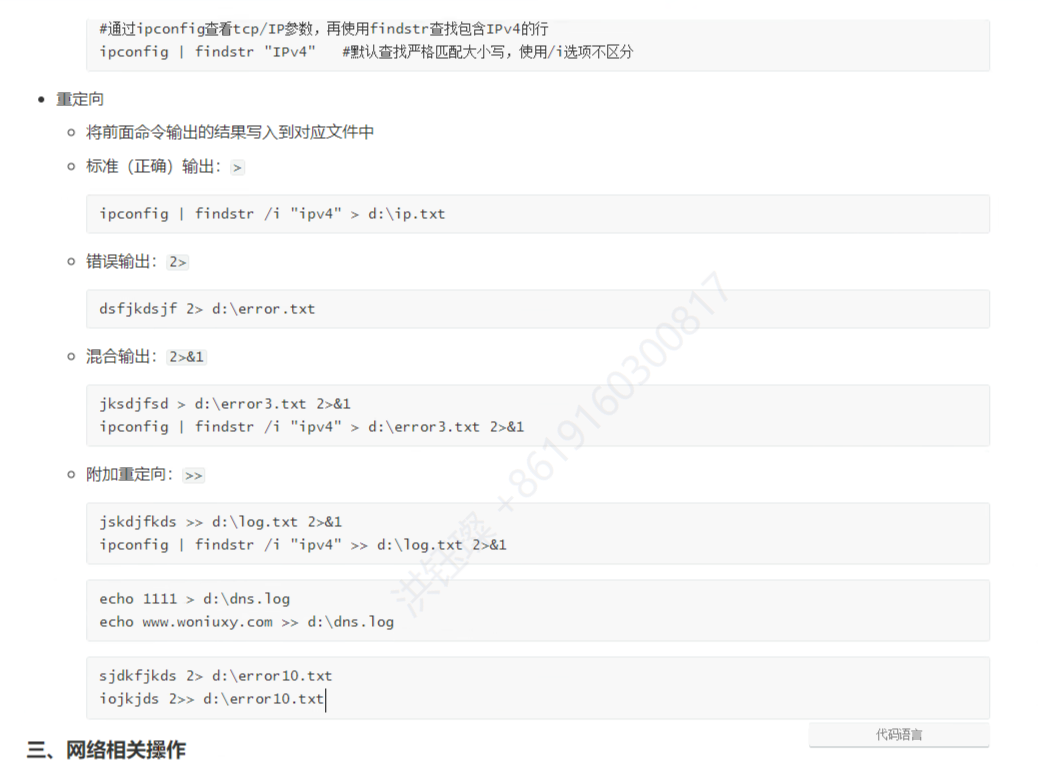 #通过ipconfig查看tcp/IP参数，再使用findstr查找包含IPv4的行
ipconfig | findstr "IPv4"   #默认查找严格匹配大小写，使用/i选项不区分
重定向
将前面命令输出的结果写入到对应文件中
标准（正确）输出： >
ipconfig | findstr /i "ipv4" > d:\ip.txt
错误输出： 2>
dsfjkdsjf 2> d:\error.txt
混合输出： 2>&1
jksdjfsd > d:\error3.txt 2>&1
ipconfig | findstr /i "ipv4" > d:\error3.txt 2>&1
附加重定向： >>
jskdjfkds >> d:\log.txt 2>&1
ipconfig | findstr /i "ipv4" >> d:\log.txt 2>&1
echo 1111 > d:\dns.log
echo www.woniuxy.com >> d:\dns.log
sjdkfjkds 2> d:\error10.txt
iojkjds 2>> d:\error10.txt
代码语言
三、网络相关操作
洪钰璨 +8619160300817